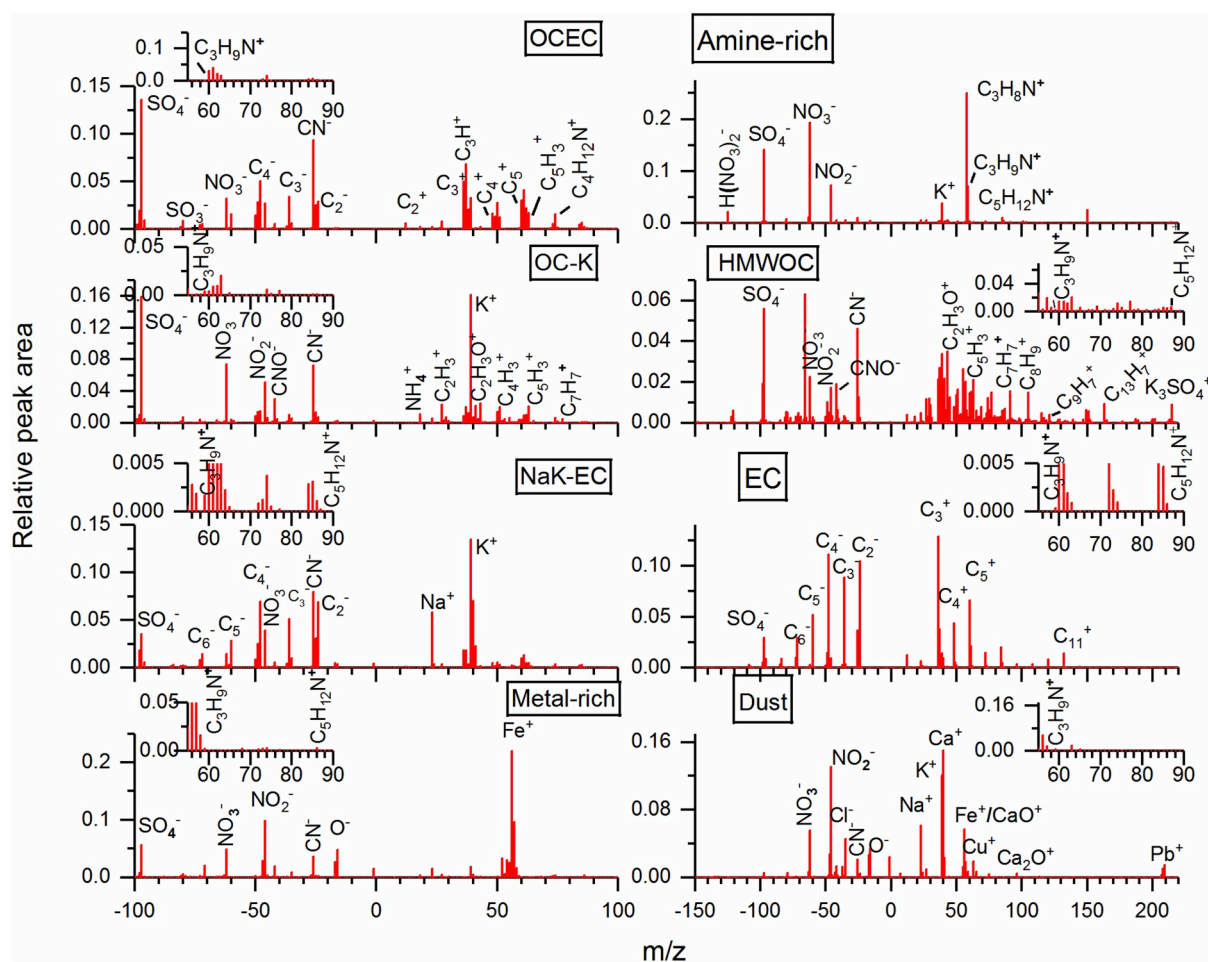 Relative peak area
m/z
OCEC
C₃H₉N⁺
0.1
0.0
60 70 80 90
0.15
0.10
0.05
0.00
SO₄⁻
SO₃⁻
NO₃⁻
C₄⁻
C₃⁻
CN⁻
C₂⁻
C₂⁺
C₃⁺
C₃H⁺
C₄⁺
C₅⁺
C₅H₃⁺
C₄H₁₂N⁺
Amine-rich
0.2
0.1
0.0
H(NO₃)₂⁻
SO₄⁻
NO₃⁻
NO₂⁻
K⁺
C₃H₈N⁺
C₃H₉N⁺
C₅H₁₂N⁺
OC-K
0.05
0.00
C₃H₉N⁺
60 70 80 90
0.16
0.12
0.08
0.04
0.00
SO₄⁻
NO₃⁻
NO₂⁻
CNO⁻
CN⁻
NH₄⁺
C₂H₃⁺
K⁺
C₂H₃O⁺
C₄H₃⁺
C₅H₃⁺
C₇H₇⁺
HMWOC
0.04
0.00
C₃H₉N⁺
C₅H₁₂N⁺
60 70 80 90
0.06
0.04
0.02
0.00
SO₄⁻
NO₃⁻
NO₂⁻
CNO⁻
CN⁻
C₂H₃O⁺
C₅H₃⁺
C₇H₇⁺
C₈H₉⁺
C₉H₇⁺
C₁₃H₇⁺
K₃SO₄⁺
NaK-EC
0.005
0.000
C₃H₉N⁺
C₅H₁₂N⁺
60 70 80 90
0.15
0.10
0.05
0.00
SO₄⁻
C₆⁻
C₅⁻
C₄⁻
NO₃⁻
C₃⁻
CN⁻
C₂⁻
Na⁺
K⁺
EC
0.005
0.000
C₃H₉N⁺
C₅H₁₂N⁺
60 70 80 90
0.10
0.05
0.00
SO₄⁻
C₆⁻
C₅⁻
C₄⁻
C₃⁻
C₂⁻
C₃⁺
C₄⁺
C₅⁺
C₁₁⁺
Metal-rich
0.05
0.00
C₃H₉N⁺
C₅H₁₂N⁺
60 70 80 90
0.2
0.1
0.0
SO₄⁻
NO₃⁻
NO₂⁻
CN⁻
O⁻
Fe⁺
-100 -50 0 50 100
Dust
0.16
0.00
C₃H₉N⁺
60 70 80 90
0.16
0.08
0.00
NO₃⁻
NO₂⁻
Cl⁻
CN⁻
O⁻
Na⁺
K⁺
Ca⁺
Fe⁺/CaO⁺
Cu⁺
Ca₂O⁺
Pb⁺
-150 -100 -50 0 50 100 150 200